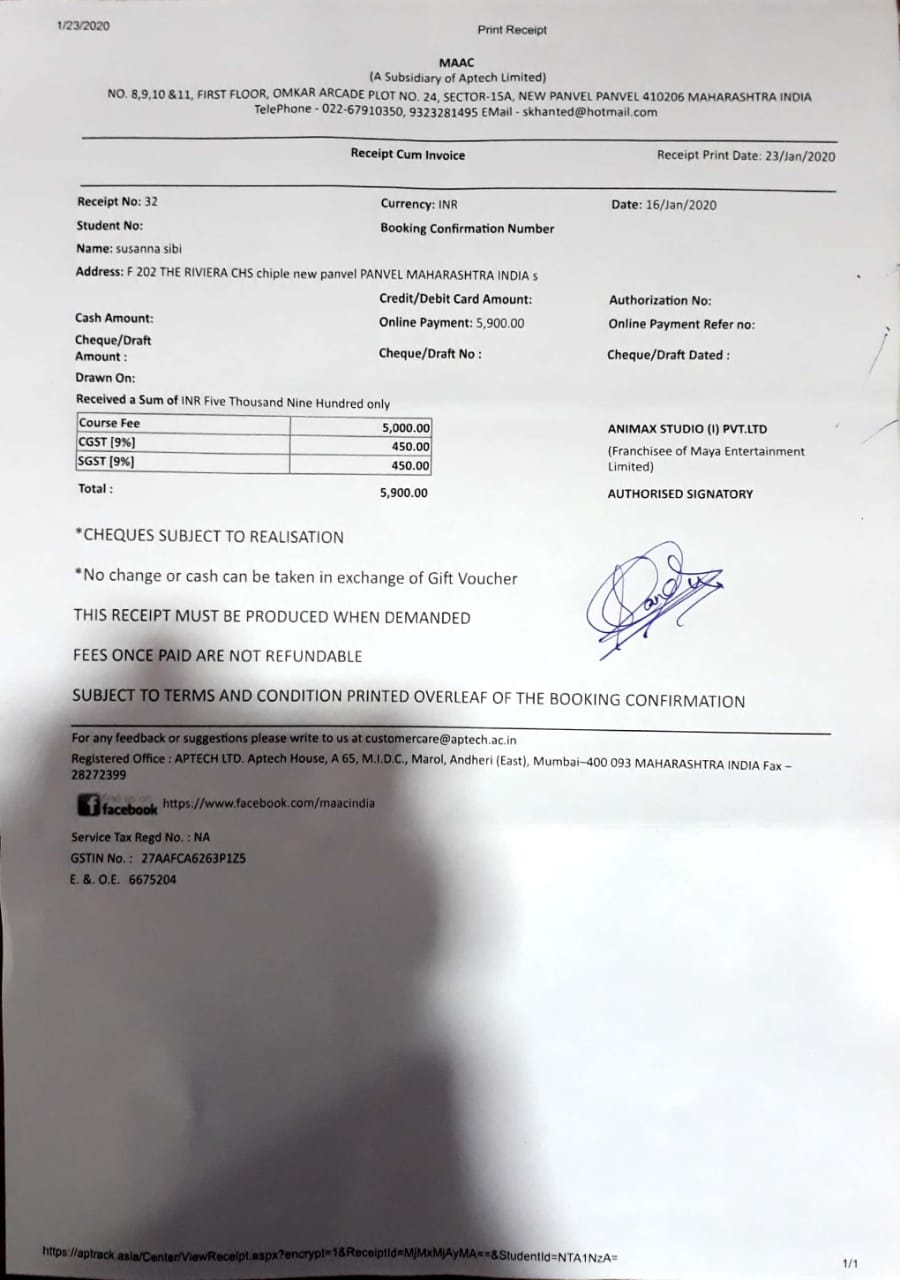 1/23/2020
Print Receipt
MAAC
(A Subsidiary of Aptech Limited)
NO. 8,9,10 &11, FIRST FLOOR, OMKAR ARCADE PLOT NO. 24, SECTOR-15A, NEW PANVEL PANVEL 410206 MAHARASHTRA INDIA
TelePhone - 022-67910350, 9323281495 EMail - skhanted@hotmail.com
Receipt Cum Invoice Receipt Print Date: 23/Jan/2020
Receipt No: 32 Currency: INR Date: 16/Jan/2020
Student No: Booking Confirmation Number
Name: susanna sibi
Address: F 202 THE RIVIERA CHS chiple new panvel PANVEL MAHARASHTRA INDIA s
Credit/Debit Card Amount: Authorization No:
Cash Amount: Online Payment: 5,900.00 Online Payment Refer no:
Cheque/Draft
Amount : Cheque/Draft No : Cheque/Draft Dated :
Drawn On:
Received a Sum of INR Five Thousand Nine Hundred only
Course Fee 5,000.00 ANIMAX STUDIO (I) PVT.LTD
CGST [9%] 450.00 (Franchisee of Maya Entertainment
SGST [9%] 450.00 Limited)
Total : 5,900.00 AUTHORISED SIGNATORY
*CHEQUES SUBJECT TO REALISATION
*No change or cash can be taken in exchange of Gift Voucher
THIS RECEIPT MUST BE PRODUCED WHEN DEMANDED
FEES ONCE PAID ARE NOT REFUNDABLE
SUBJECT TO TERMS AND CONDITION PRINTED OVERLEAF OF THE BOOKING CONFIRMATION
For any feedback or suggestions please write to us at customercare@aptech.ac.in
Registered Office : APTECH LTD. Aptech House, A 65, M.I.D.C., Marol, Andheri (East), Mumbai–400 093 MAHARASHTRA INDIA Fax –
28272399
facebook https://www.facebook.com/maacindia
Service Tax Regd No. : NA
GSTIN No. : 27AAFCA6263P1Z5
E. &. O.E. 6675204
https://aptrack.asia/Center/ViewReceipt.aspx?encrypt=1&ReceiptId=MjMxMjAyMA==&StudentId=NTA1NzA=
1/1